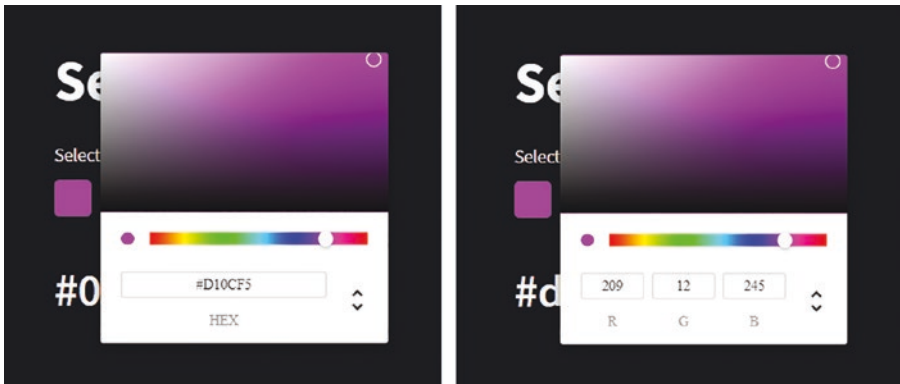 Se
Select
#0
#D10CF5
HEX
Se
Select
#d
209 12 245
R G B